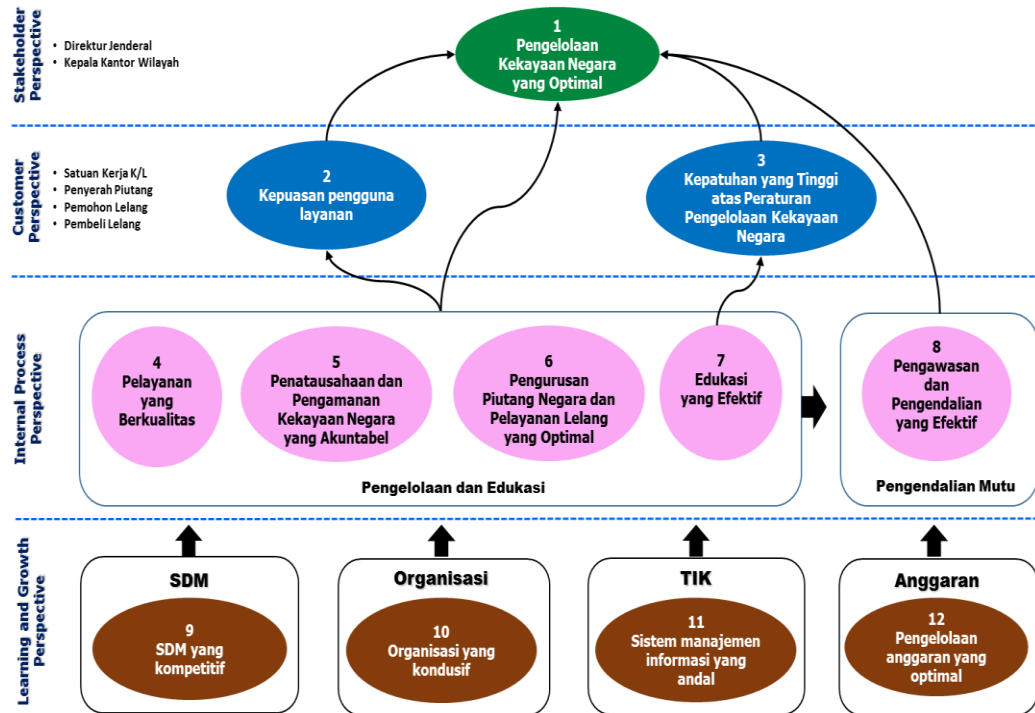 Stakeholder
Perspective
• Direktur Jenderal
• Kepala Kantor Wilayah
1
Pengelolaan
Kekayaan Negara
yang Optimal
Customer
Perspective
• Satuan Kerja K/L
• Penyerah Piutang
• Pemohon Lelang
• Pembeli Lelang
2
Kepuasan pengguna
layanan
3
Kepatuhan yang Tinggi
atas Peraturan
Pengelolaan Kekayaan
Negara
Internal Process
Perspective
4
Pelayanan
yang
Berkualitas
5
Penatausahaan dan
Pengamanan
Kekayaan Negara
yang Akuntabel
6
Pengurusan
Piutang Negara dan
Pelayanan Lelang
yang Optimal
7
Edukasi
yang Efektif
Pengelolaan dan Edukasi
8
Pengawasan
dan
Pengendalian
yang Efektif
Pengendalian Mutu
Learning and Growth
Perspective
SDM
9
SDM yang
kompetitif
Organisasi
10
Organisasi yang
kondusif
TIK
11
Sistem manajemen
informasi yang
andal
Anggaran
12
Pengelolaan
anggaran yang
optimal